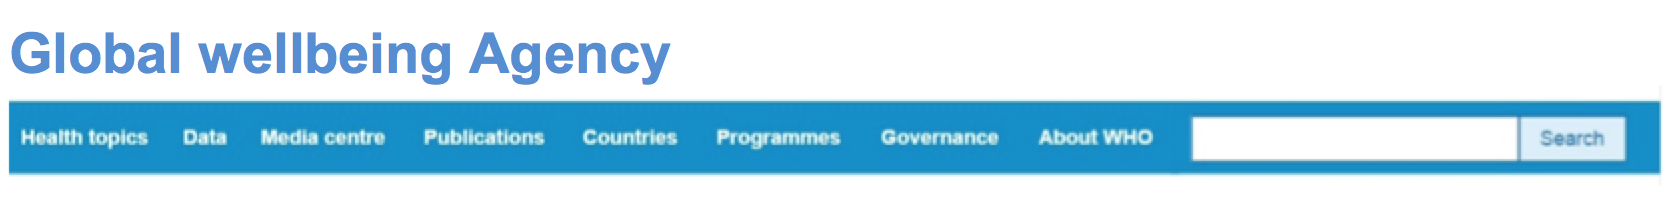 Global wellbeing Agency
Health topics Data Media centre Publications Countries Programmes Governance About WHO Search